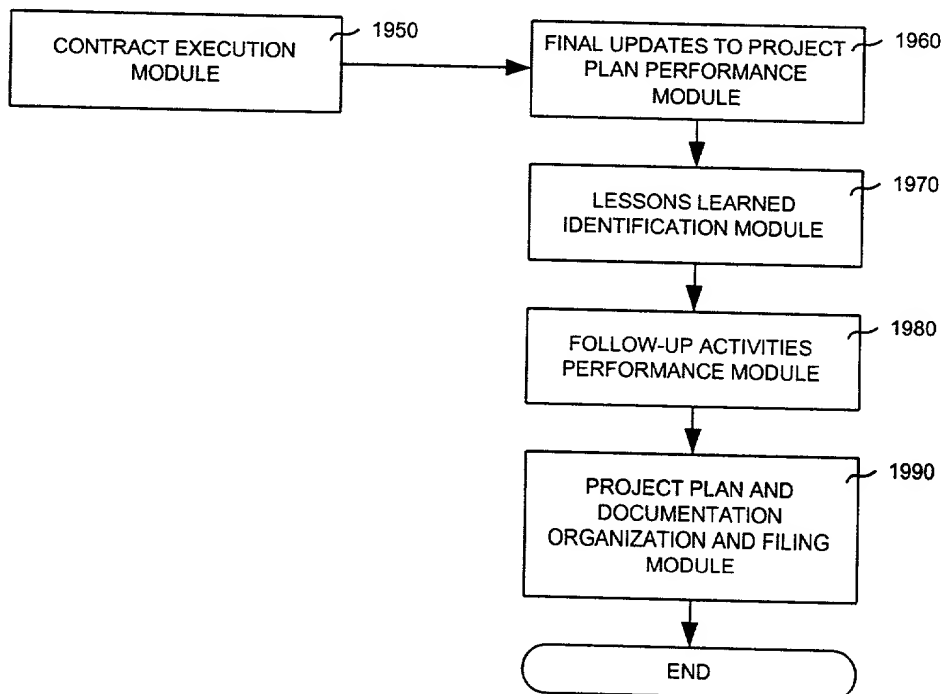 CONTRACT EXECUTION
MODULE
1950
FINAL UPDATES TO PROJECT
PLAN PERFORMANCE
MODULE
1960
LESSONS LEARNED
IDENTIFICATION MODULE
1970
FOLLOW-UP ACTIVITIES
PERFORMANCE MODULE
1980
PROJECT PLAN AND
DOCUMENTATION
ORGANIZATION AND FILING
MODULE
1990
END